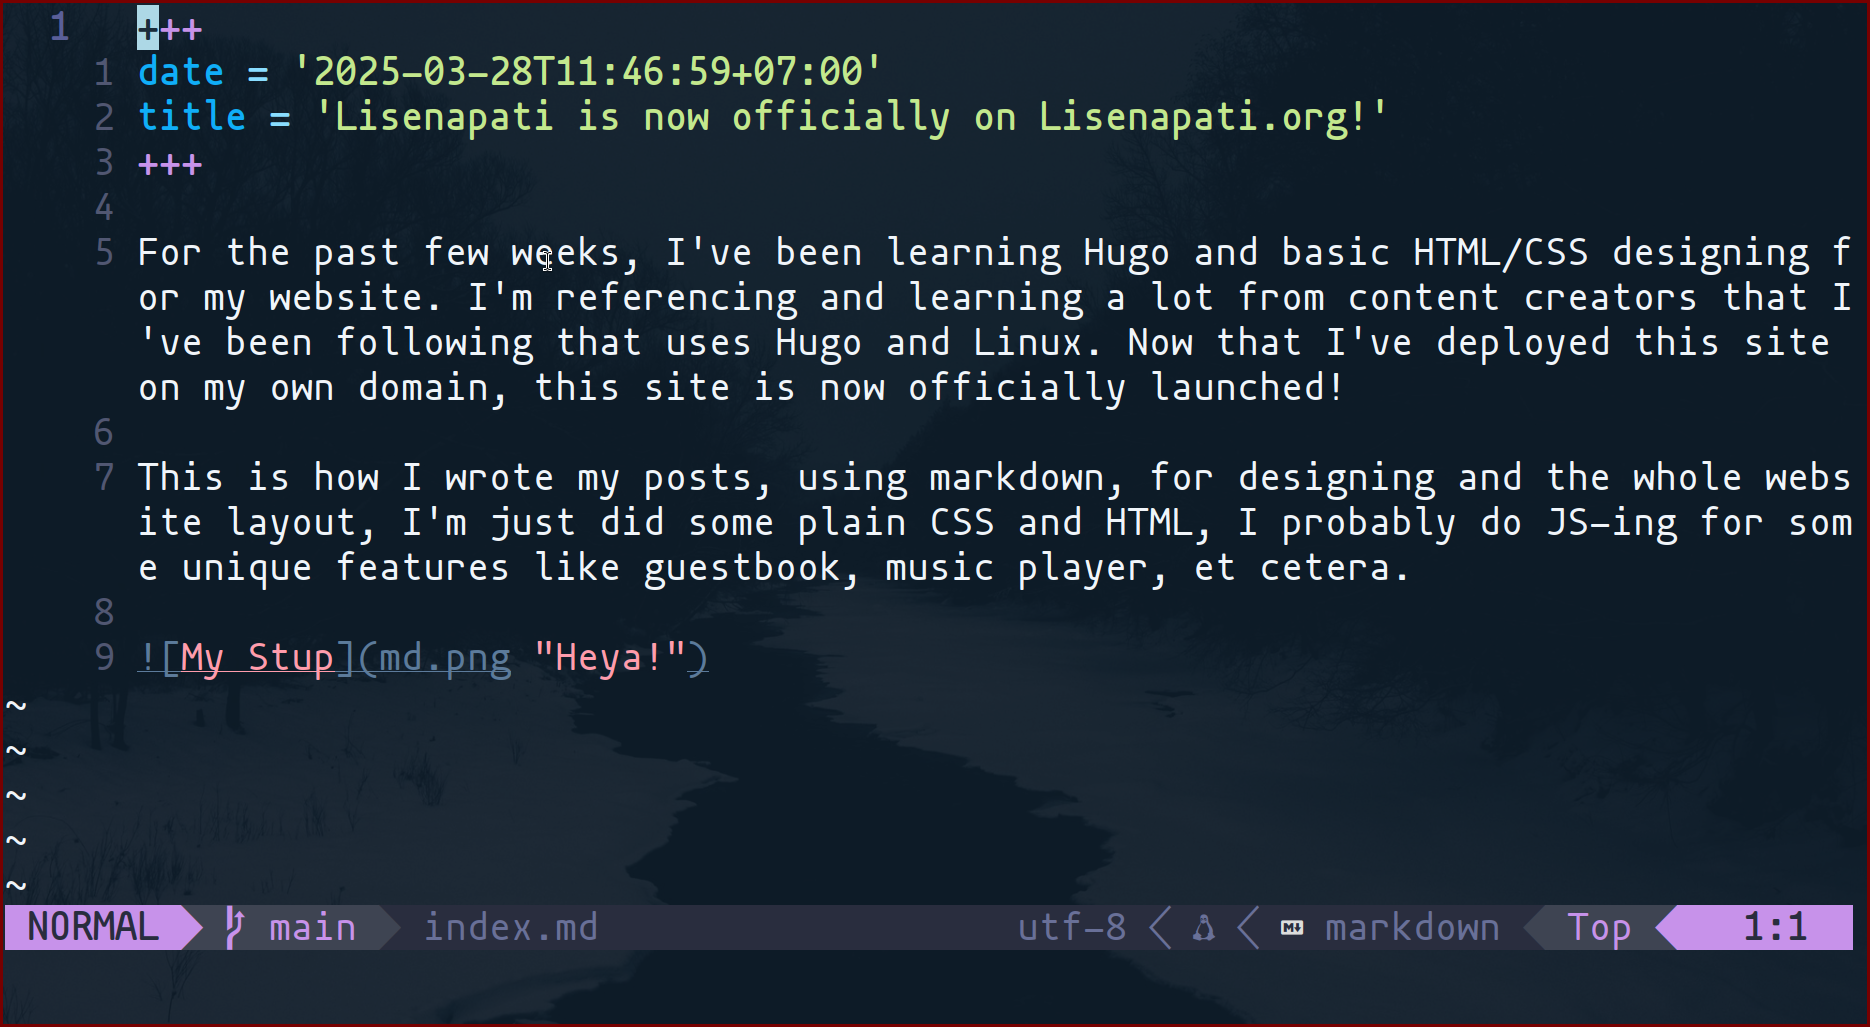 1 +++
1 date = '2025-03-28T11:46:59+07:00'
2 title = 'Lisenapati is now officially on Lisenapati.org!'
3 +++
4
5 For the past few weeks, I've been learning Hugo and basic HTML/CSS designing f
or my website. I'm referencing and learning a lot from content creators that I
've been following that uses Hugo and Linux. Now that I've deployed this site
on my own domain, this site is now officially launched!
6
7 This is how I wrote my posts, using markdown, for designing and the whole webs
ite layout, I'm just did some plain CSS and HTML, I probably do JS-ing for som
e unique features like guestbook, music player, et cetera.
8
9 ![My Stup](md.png "Heya!")
~
~
~
~
~
NORMAL main index.md utf-8 markdown Top 1:1